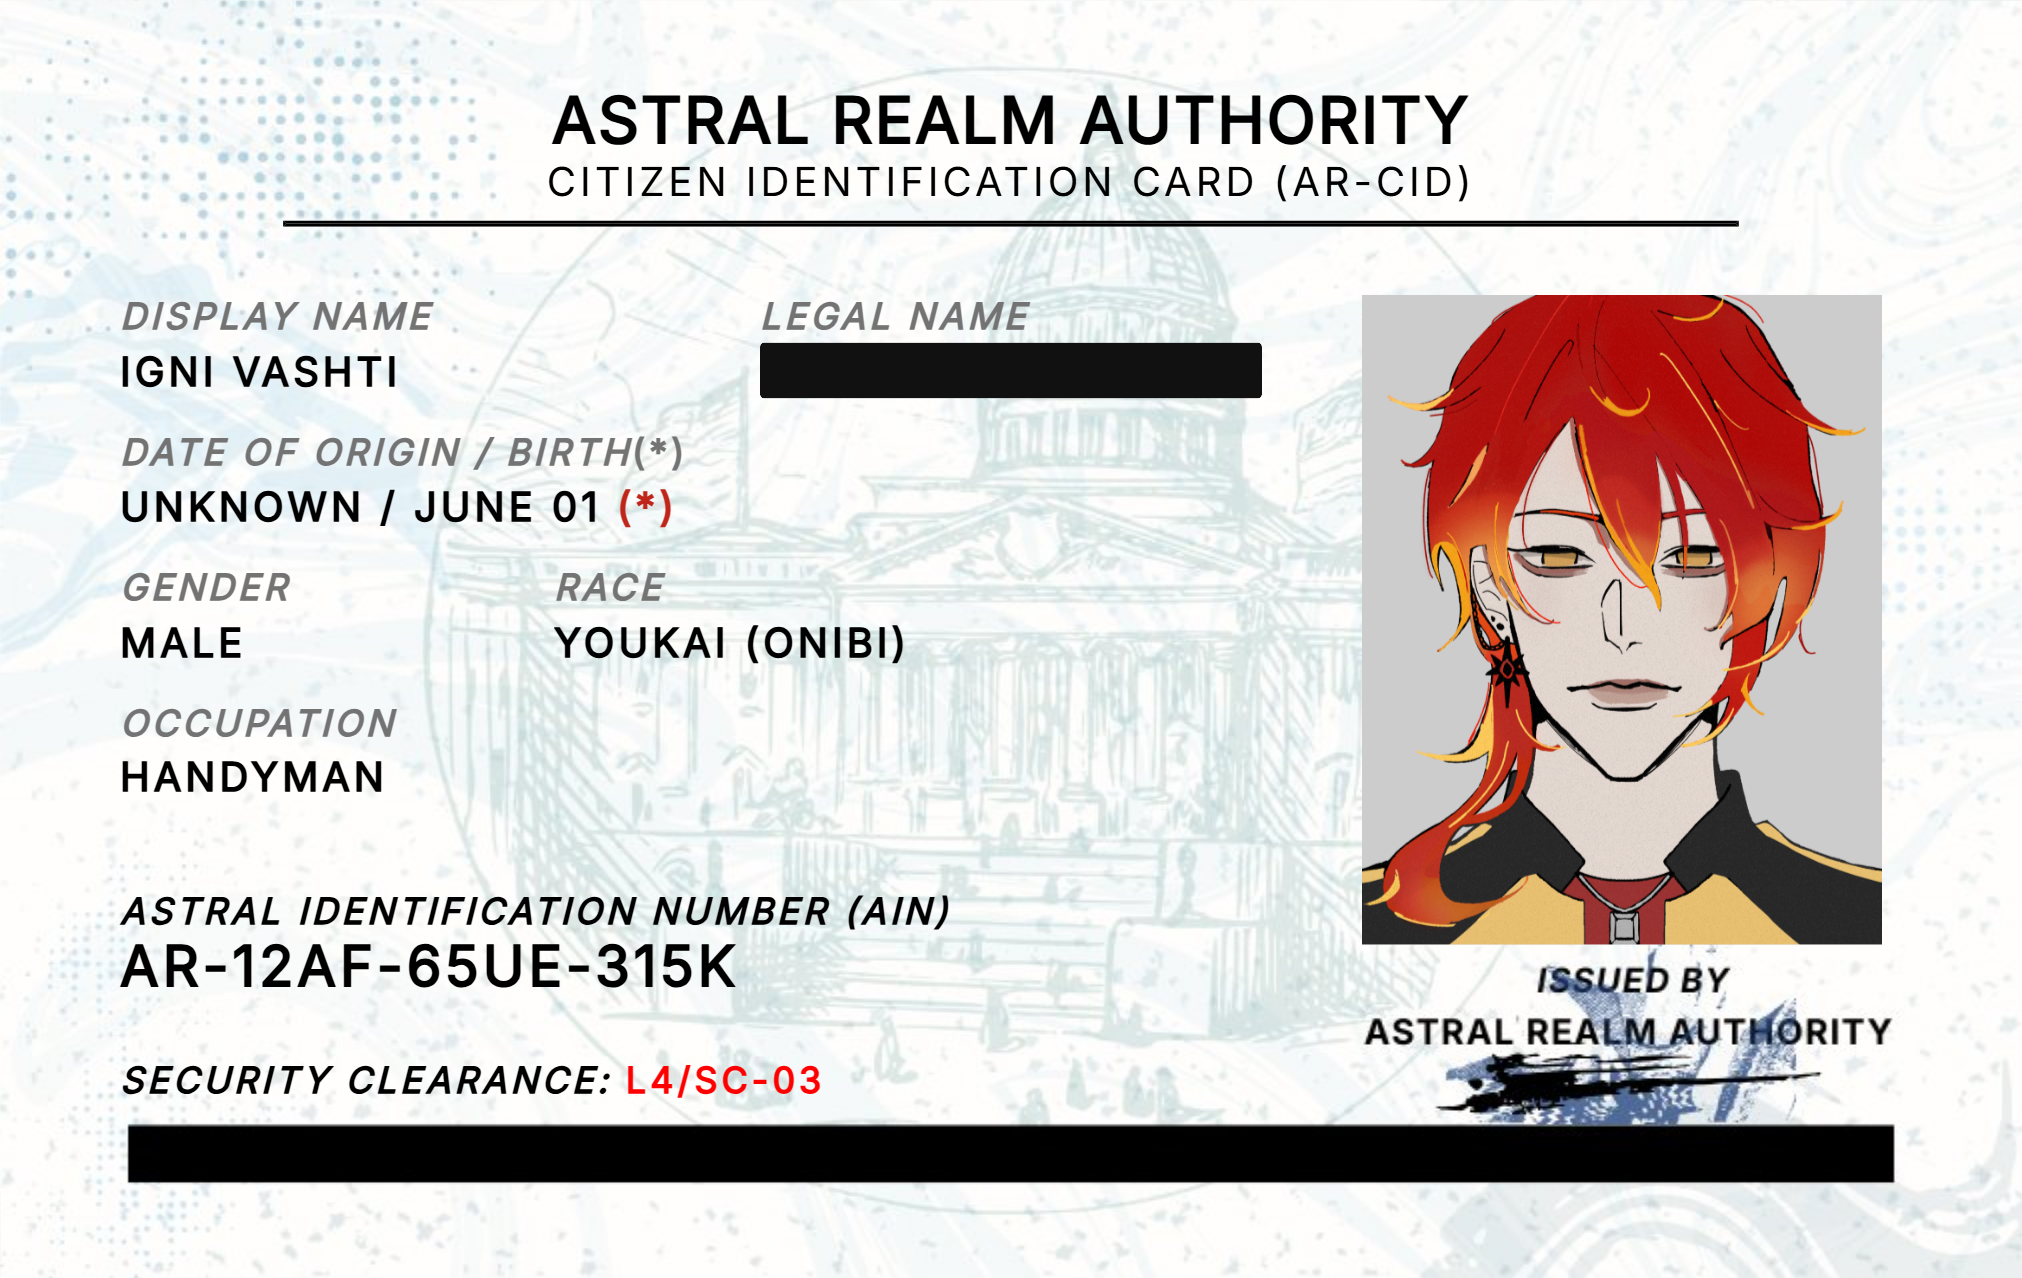 ASTRAL REALM AUTHORITY
CITIZEN IDENTIFICATION CARD (AR-CID)
DISPLAY NAME
IGNI VASHTI
LEGAL NAME
DATE OF ORIGIN / BIRTH(*)
UNKNOWN / JUNE 01 (*)
GENDER
MALE
RACE
YOUKAI (ONIBI)
OCCUPATION
HANDYMAN
ASTRAL IDENTIFICATION NUMBER (AIN)
AR-12AF-65UE-315K
SECURITY CLEARANCE: L4/SC-03
ISSUED BY
ASTRAL REALM AUTHORITY